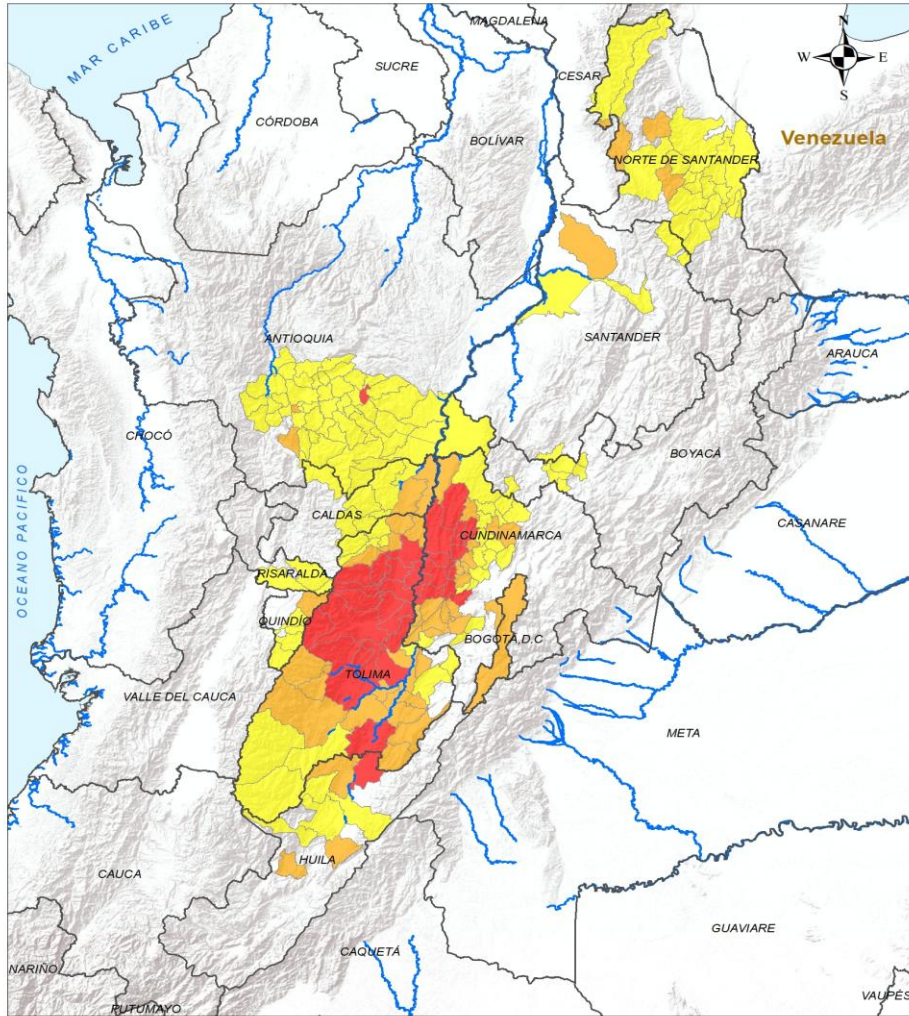 MAGDALENA
MAR CARIBE
SUCRE
CESAR
N
W
E
S
CÓRDOBA
BOLÍVAR
Venezuela
NORTE DE SANTANDER
ANTIOQUIA
SANTANDER
ARAUCA
CHOCÓ
BOYACÁ
OCEANO PACIFICO
CALDAS
CUNDINAMARCA
CASANARE
RISARALDA
QUINDÍO
BOGOTÁ,D.C
TOLIMA
VALLE DEL CAUCA
META
HUILA
CAUCA
GUAVIARE
CAQUETÁ
NARIÑO
PUTUMAYO
VAUPÉS